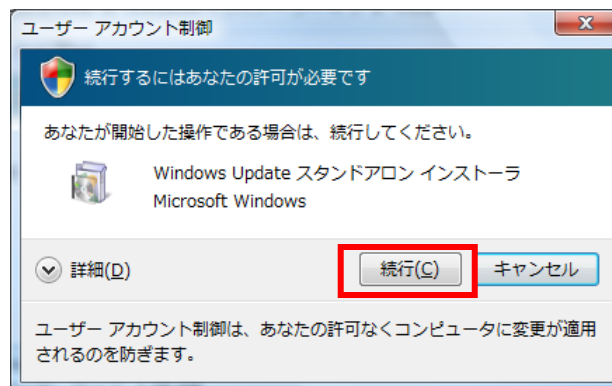 ユーザー アカウント制御
続行するにはあなたの許可が必要です
あなたが開始した操作である場合は、続行してください。
Windows Update スタンドアロン インストーラ
Microsoft Windows
詳細(D)
続行(C)
キャンセル
ユーザー アカウント制御は、あなたの許可なくコンピュータに変更が適用
されるのを防ぎます。